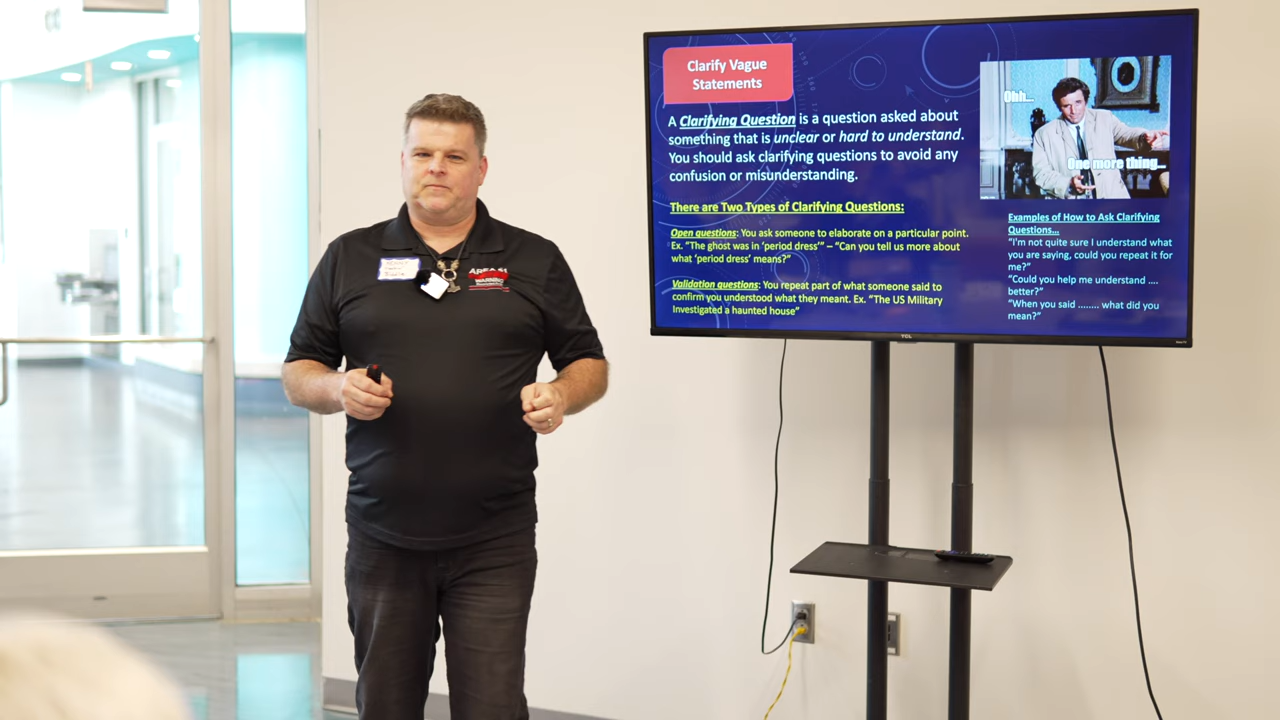 Clarify Vague
Statements
A Clarifying Question is a question asked about
something that is unclear or hard to understand.
You should ask clarifying questions to avoid any
confusion or misunderstanding.
There are Two Types of Clarifying Questions:
Open questions: You ask someone to elaborate on a particular point.
Ex. "The ghost was in 'period dress'" – "Can you tell us more about
what 'period dress' means?"
Validation questions: You repeat part of what someone said to
confirm you understood what they meant. Ex. "The US Military
Investigated a haunted house"
Ohh...
One more thing...
Examples of How to Ask Clarifying
Questions...
"I'm not quite sure I understand what
you are saying, could you repeat it for
me?"
"Could you help me understand ....
better?"
"When you said ........ what did you
mean?"
TCL
AREA 51